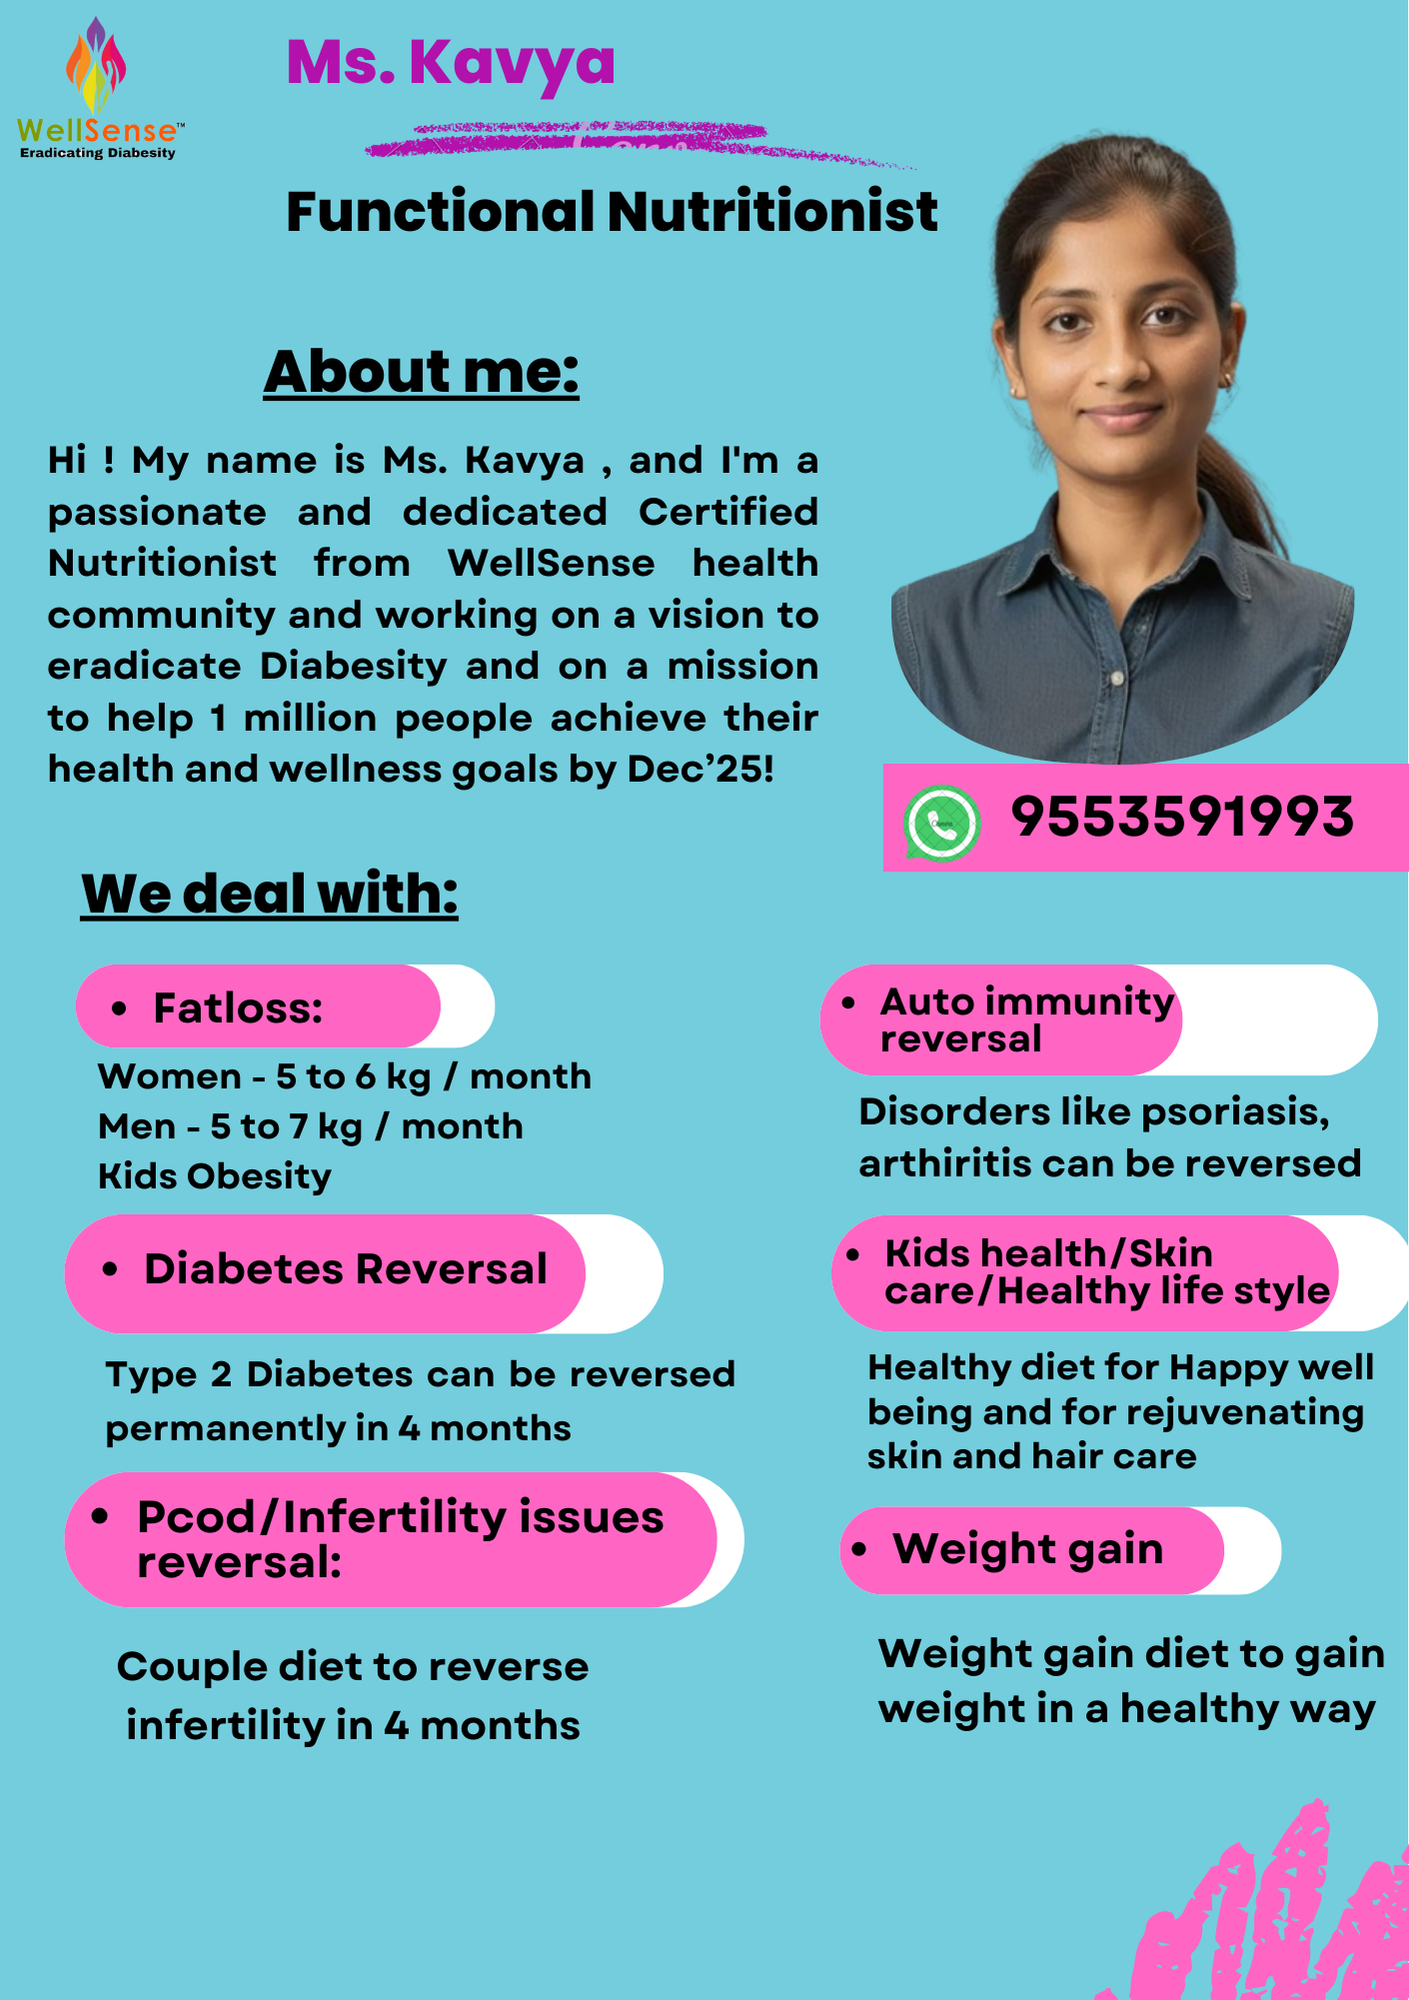 WellSense™
Eradicating Diabesity
Ms. Kavya
Functional Nutritionist
About me:
Hi ! My name is Ms. Kavya , and I'm a
passionate and dedicated Certified
Nutritionist from WellSense health
community and working on a vision to
eradicate Diabesity and on a mission
to help 1 million people achieve their
health and wellness goals by Dec’25!
9553591993
We deal with:
• Fatloss:
Women - 5 to 6 kg / month
Men - 5 to 7 kg / month
Kids Obesity
• Diabetes Reversal
Type 2 Diabetes can be reversed
permanently in 4 months
• Pcod/Infertility issues
reversal:
Couple diet to reverse
infertility in 4 months
• Auto immunity
reversal
Disorders like psoriasis,
arthiritis can be reversed
• Kids health/Skin
care/Healthy life style
Healthy diet for Happy well
being and for rejuvenating
skin and hair care
• Weight gain
Weight gain diet to gain
weight in a healthy way